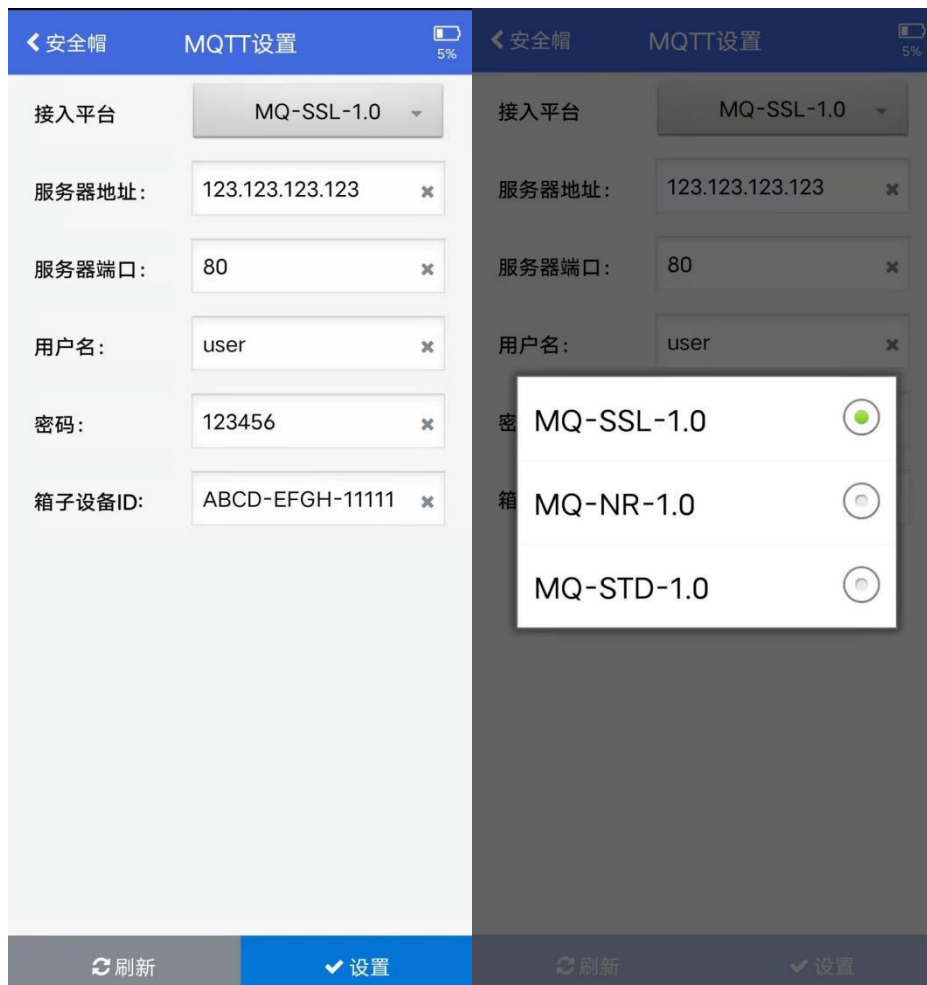 安全帽 MQTT设置 5%
接入平台 MQ-SSL-1.0
服务器地址: 123.123.123.123
服务器端口: 80
用户名: user
密码: 123456
箱子设备ID: ABCD-EFGH-11111
刷新 设置
安全帽 MQTT设置 5%
接入平台 MQ-SSL-1.0
服务器地址: 123.123.123.123
服务器端口: 80
用户名: user
密
MQ-SSL-1.0
箱
MQ-NR-1.0
MQ-STD-1.0
刷新 设置